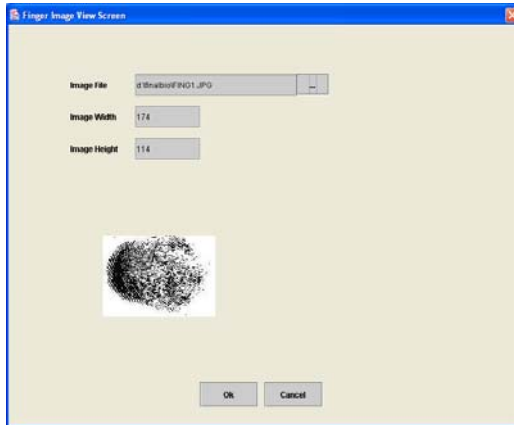 Finger Image View Screen
Image File d:\finalbio\FINO1.JPG ...
Image Width 174
Image Height 114
Ok Cancel